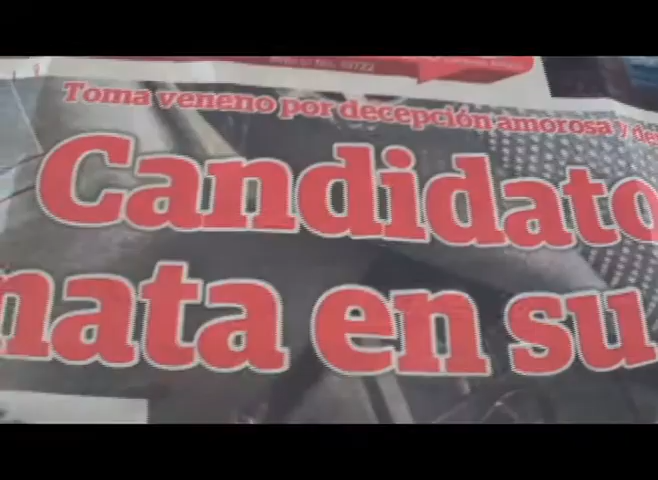 Toma veneno por decepción amorosa y
Candidato
mata en su